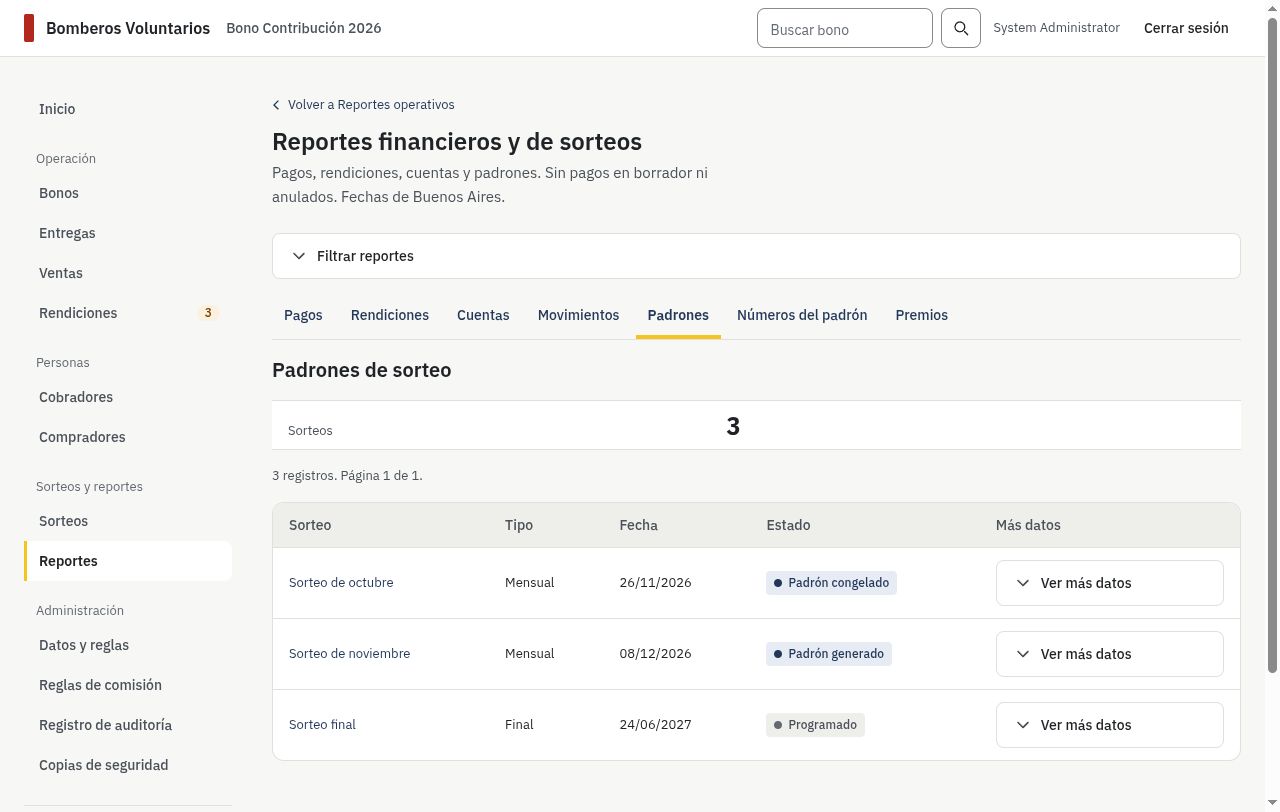 Bomberos Voluntarios Bono Contribución 2026 Buscar bono System Administrator Cerrar sesión
Inicio
Operación
Bonos
Entregas
Ventas
Rendiciones 3
Personas
Cobradores
Compradores
Sorteos y reportes
Sorteos
Reportes
Administración
Datos y reglas
Reglas de comisión
Registro de auditoría
Copias de seguridad
Volver a Reportes operativos
Reportes financieros y de sorteos
Pagos, rendiciones, cuentas y padrones. Sin pagos en borrador ni
anulados. Fechas de Buenos Aires.
Filtrar reportes
Pagos Rendiciones Cuentas Movimientos Padrones Números del padrón Premios
Padrones de sorteo
Sorteos 3
3 registros. Página 1 de 1.
Sorteo Tipo Fecha Estado Más datos
Sorteo de octubre Mensual 26/11/2026 Padrón congelado Ver más datos
Sorteo de noviembre Mensual 08/12/2026 Padrón generado Ver más datos
Sorteo final Final 24/06/2027 Programado Ver más datos